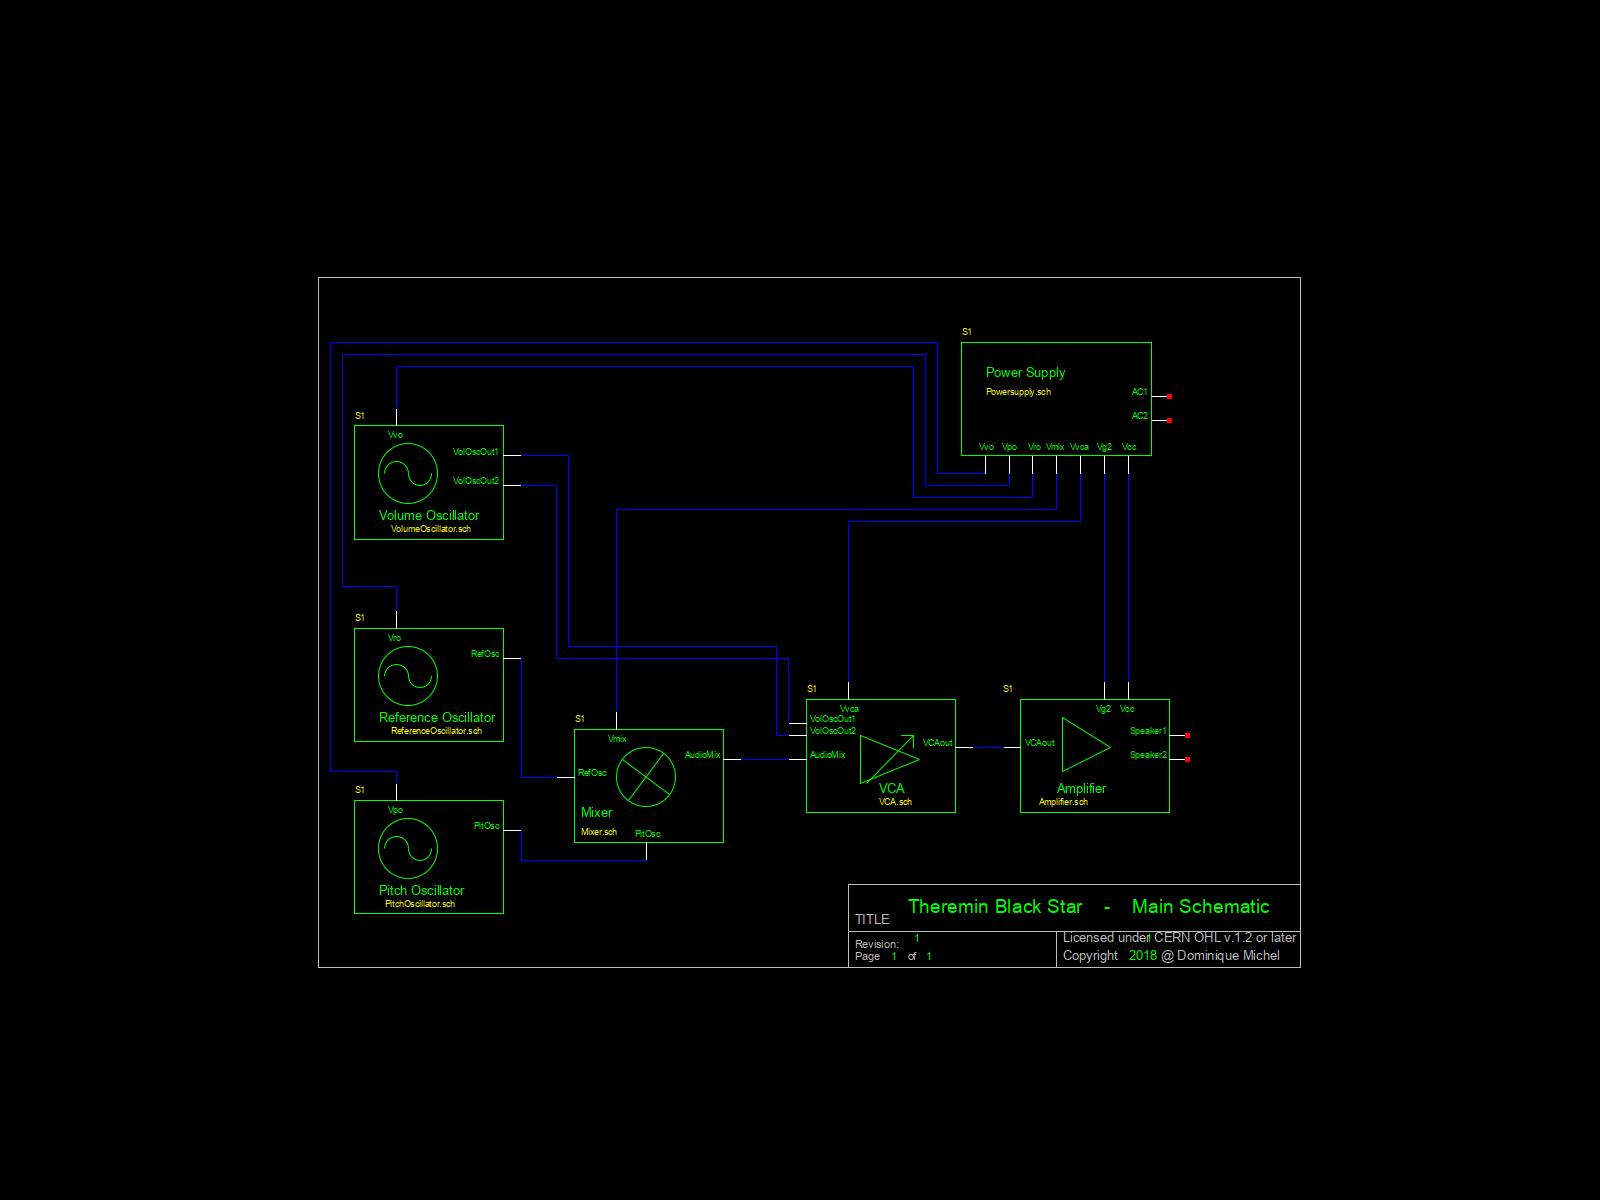 S1
Power Supply
Powersupply.sch
AC1
AC2
Vvo Vpo Vro Vmix Vvca Vg2 Vcc
S1
Vvo
VolOscOut1
VolOscOut2
Volume Oscillator
VolumeOscillator.sch
S1
Vro
RefOsc
Reference Oscillator
ReferenceOscillator.sch
S1
Vpo
PitOsc
Pitch Oscillator
PitchOscillator.sch
S1
Vmix
AudioMix
RefOsc
Mixer
Mixer.sch
PitOsc
S1
Vvca
VolOscOut1
VolOscOut2
VCAout
AudioMix
VCA
VCA.sch
S1
Vg2 Vcc
Speaker1
VCAout
Speaker2
Amplifier
Amplifier.sch
TITLE
Theremin Black Star - Main Schematic
Revision: 1
Page 1 of 1
Licensed under CERN OHL v.1.2 or later
Copyright 2018 @ Dominique Michel